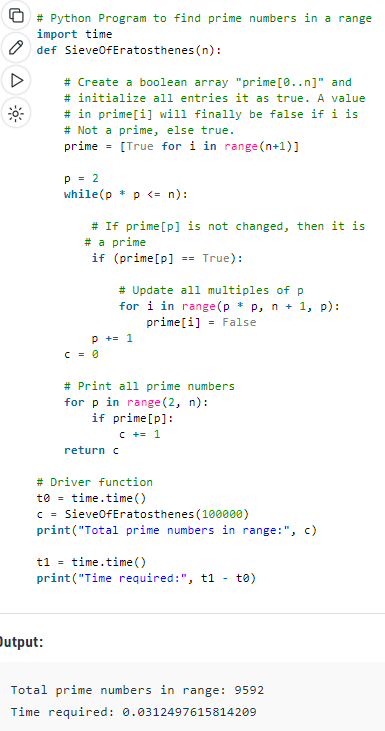 # Python Program to find prime numbers in a range
import time
def SieveOfEratosthenes(n):
# Create a boolean array "prime[0..n]" and
# initialize all entries it as true. A value
# in prime[i] will finally be false if i is
# Not a prime, else true.
prime = [True for i in range(n+1)]
p = 2
while(p * p <= n):
# If prime[p] is not changed, then it is
# a prime
if (prime[p] == True):
# Update all multiples of p
for i in range(p * p, n + 1, p):
prime[i] = False
p += 1
c = 0
# Print all prime numbers
for p in range(2, n):
if prime[p]:
c += 1
return c
# Driver function
t0 = time.time()
c = SieveOfEratosthenes(100000)
print("Total prime numbers in range:", c)
t1 = time.time()
print("Time required:", t1 - t0)
Output:
Total prime numbers in range: 9592
Time required: 0.0312497615814209